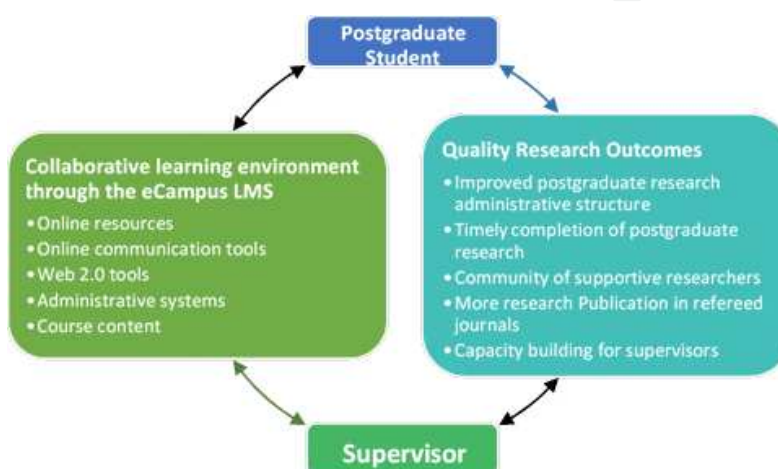 Postgraduate
Student
Collaborative learning environment
through the eCampus LMS
•Online resources
•Online communication tools
•Web 2.0 tools
•Administrative systems
•Course content
Quality Research Outcomes
•Improved postgraduate research
administrative structure
•Timely completion of postgraduate
research
•Community of supportive researchers
•More research Publication in refereed
journals
•Capacity building for supervisors
Supervisor